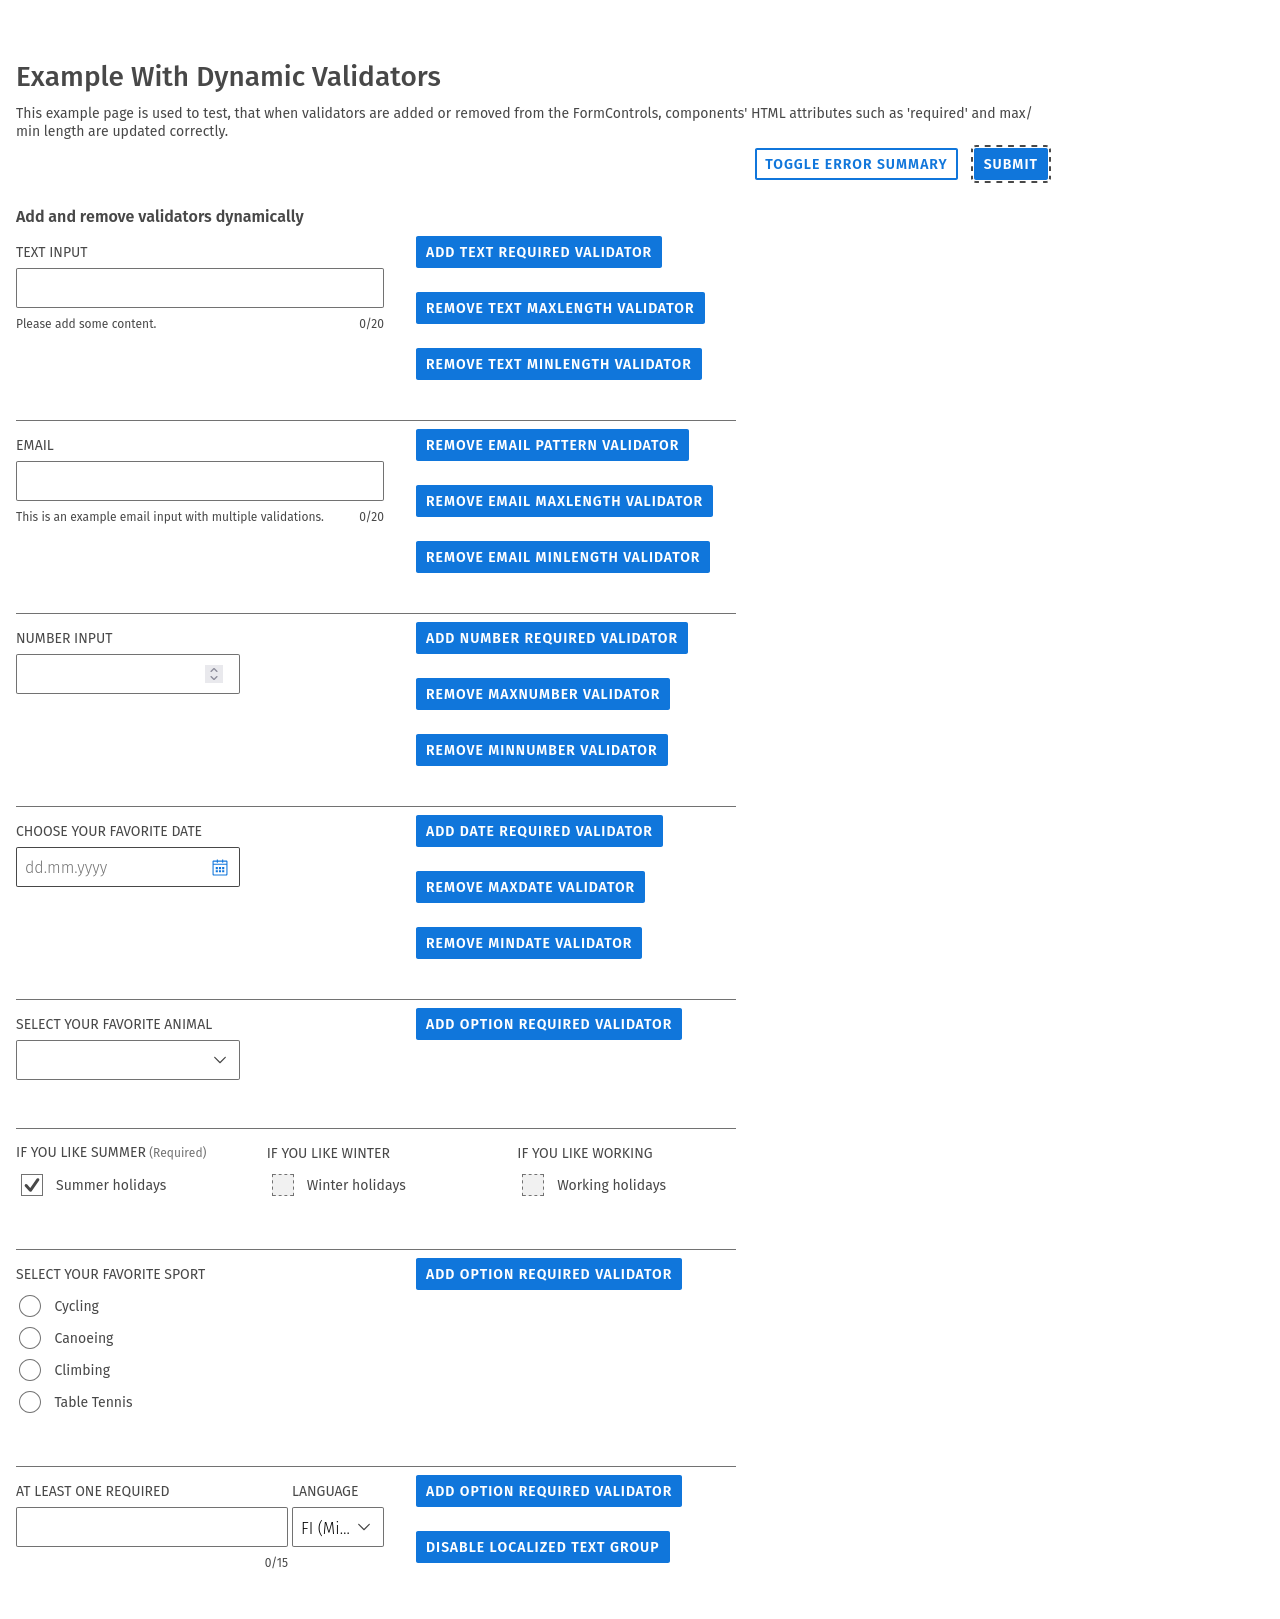 Example With Dynamic Validators
This example page is used to test, that when validators are added or removed from the FormControls, components' HTML attributes such as 'required' and max/
min length are updated correctly.
TOGGLE ERROR SUMMARY
SUBMIT
Add and remove validators dynamically
TEXT INPUT
ADD TEXT REQUIRED VALIDATOR
REMOVE TEXT MAXLENGTH VALIDATOR
Please add some content.
0/20
REMOVE TEXT MINLENGTH VALIDATOR
EMAIL
REMOVE EMAIL PATTERN VALIDATOR
REMOVE EMAIL MAXLENGTH VALIDATOR
This is an example email input with multiple validations.
0/20
REMOVE EMAIL MINLENGTH VALIDATOR
NUMBER INPUT
ADD NUMBER REQUIRED VALIDATOR
REMOVE MAXNUMBER VALIDATOR
REMOVE MINNUMBER VALIDATOR
CHOOSE YOUR FAVORITE DATE
ADD DATE REQUIRED VALIDATOR
dd.mm.yyyy
REMOVE MAXDATE VALIDATOR
REMOVE MINDATE VALIDATOR
SELECT YOUR FAVORITE ANIMAL
ADD OPTION REQUIRED VALIDATOR
IF YOU LIKE SUMMER (Required)
IF YOU LIKE WINTER
IF YOU LIKE WORKING
Summer holidays
Winter holidays
Working holidays
SELECT YOUR FAVORITE SPORT
ADD OPTION REQUIRED VALIDATOR
Cycling
Canoeing
Climbing
Table Tennis
AT LEAST ONE REQUIRED
LANGUAGE
ADD OPTION REQUIRED VALIDATOR
FI (Mi...
DISABLE LOCALIZED TEXT GROUP
0/15